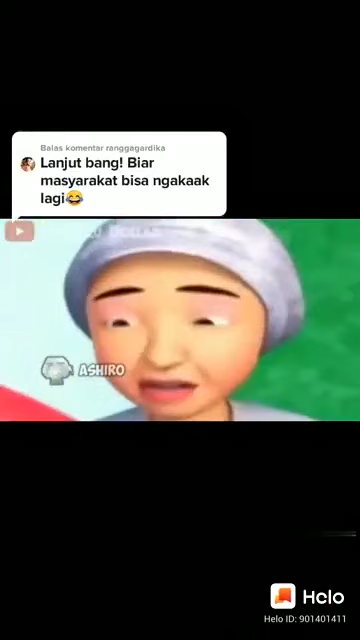 Balas komentar ranggagardika
Lanjut bang! Biar
masyarakat bisa ngakaak
lagi😂
ASHIRO
Helo
Helo ID: 901401411